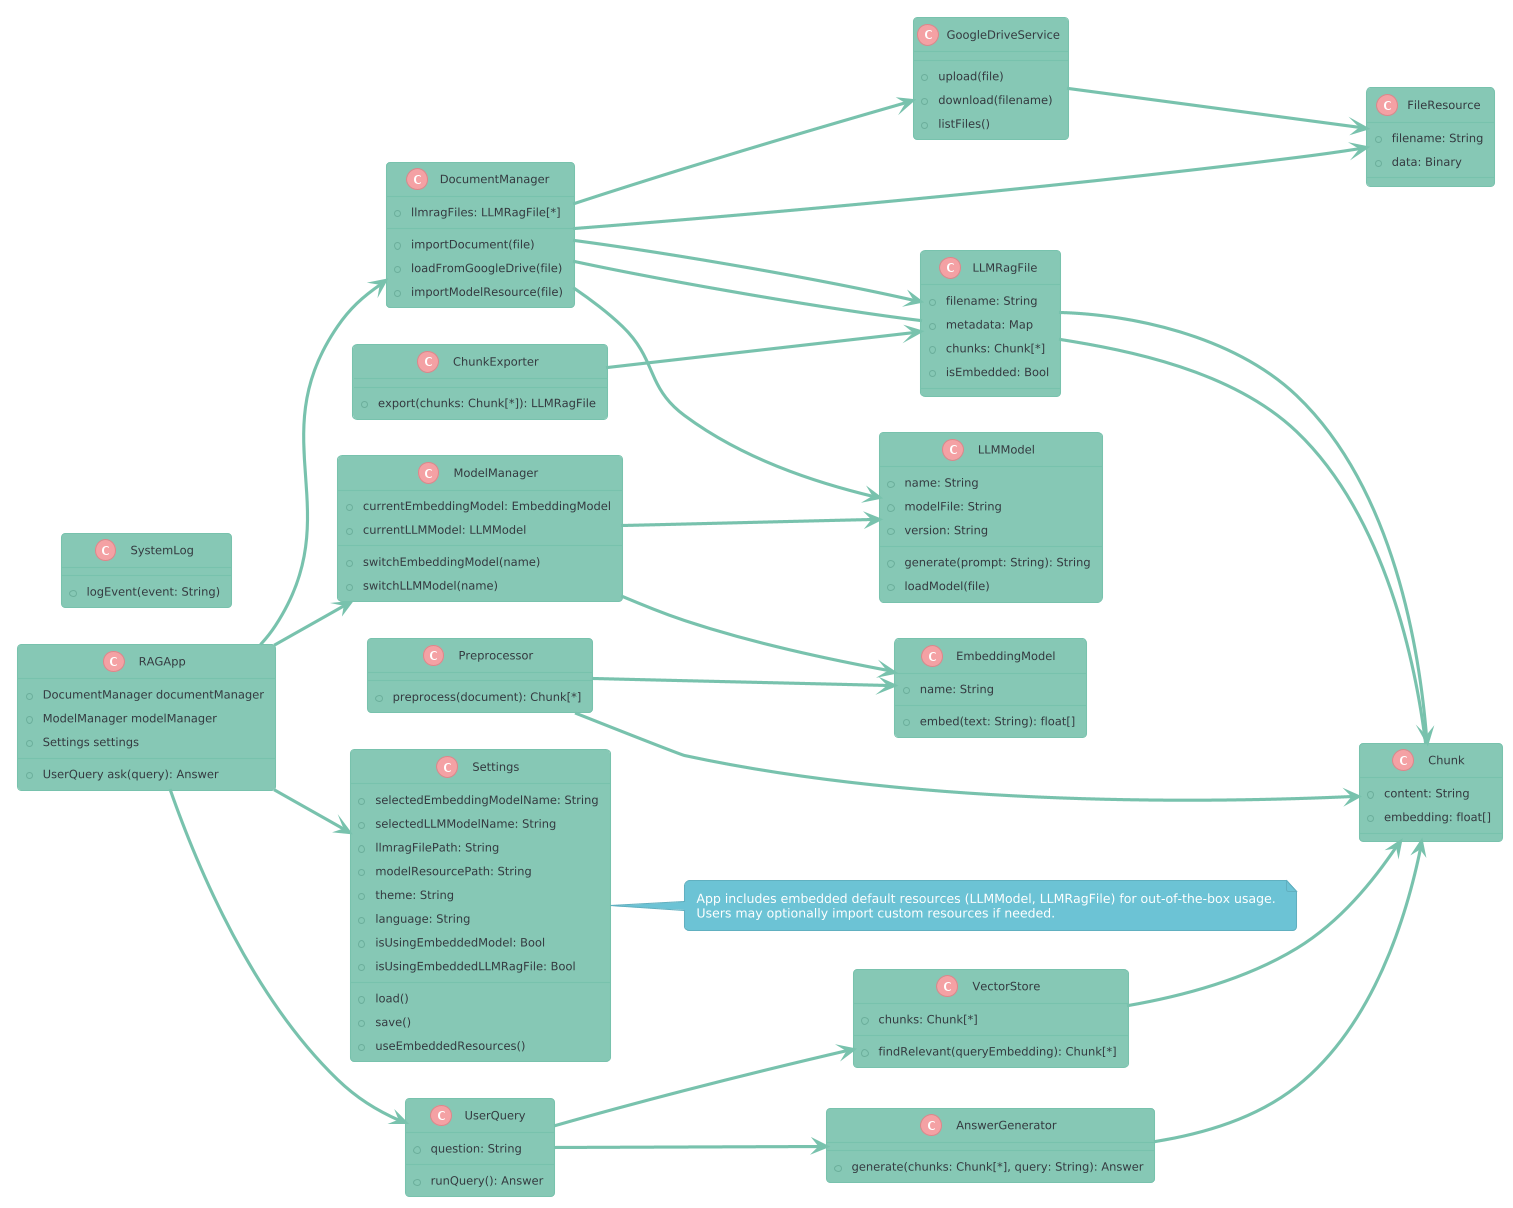 C GoogleDriveService
upload(file)
download(filename)
listFiles()
C FileResource
filename: String
data: Binary
C DocumentManager
llmragFiles: LLMRagFile[*]
importDocument(file)
loadFromGoogleDrive(file)
importModelResource(file)
C LLMRagFile
filename: String
metadata: Map
chunks: Chunk[*]
isEmbedded: Bool
C ChunkExporter
export(chunks: Chunk[*]): LLMRagFile
C LLMModel
name: String
modelFile: String
version: String
generate(prompt: String): String
loadModel(file)
C ModelManager
currentEmbeddingModel: EmbeddingModel
currentLLMModel: LLMModel
switchEmbeddingModel(name)
switchLLMModel(name)
C SystemLog
logEvent(event: String)
C RAGApp
DocumentManager documentManager
ModelManager modelManager
Settings settings
UserQuery ask(query): Answer
C Preprocessor
preprocess(document): Chunk[*]
C EmbeddingModel
name: String
embed(text: String): float[]
C Chunk
content: String
embedding: float[]
C Settings
selectedEmbeddingModelName: String
selectedLLMModelName: String
llmragFilePath: String
modelResourcePath: String
theme: String
language: String
isUsingEmbeddedModel: Bool
isUsingEmbeddedLLMRagFile: Bool
load()
save()
useEmbeddedResources()
App includes embedded default resources (LLMModel, LLMRagFile) for out-of-the-box usage.
Users may optionally import custom resources if needed.
C VectorStore
chunks: Chunk[*]
findRelevant(queryEmbedding): Chunk[*]
C UserQuery
question: String
runQuery(): Answer
C AnswerGenerator
generate(chunks: Chunk[*], query: String): Answer